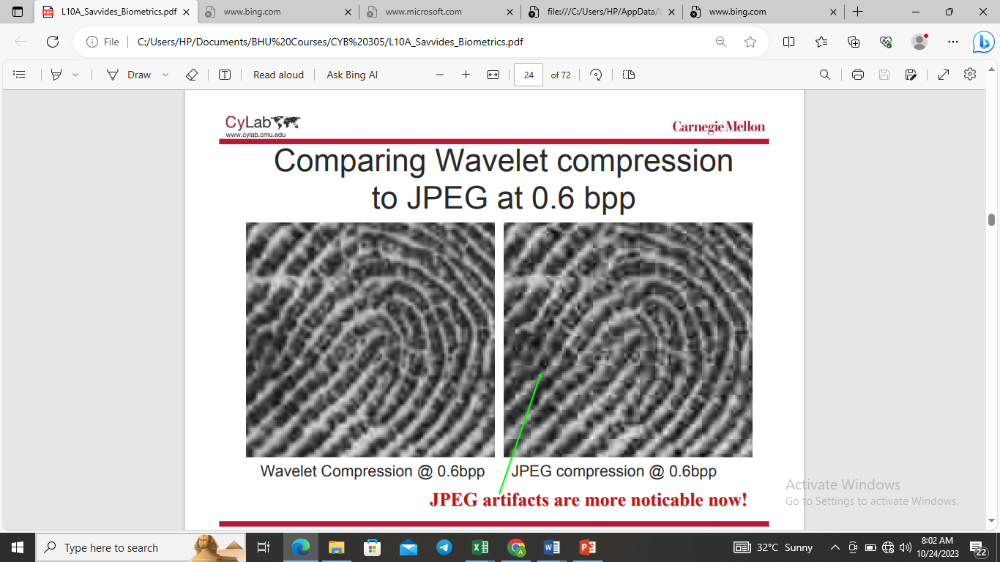 L10A_Savvides_Biometrics.pdf
www.bing.com
www.microsoft.com
file:///C:/Users/HP/AppData/
www.bing.com
File
C:/Users/HP/Documents/BHU%20Courses/CYB%20305/L10A_Savvides_Biometrics.pdf
Draw
Read aloud
Ask Bing AI
24
of 72
CyLab
www.cylab.cmu.edu
Carnegie Mellon
Comparing Wavelet compression
to JPEG at 0.6 bpp
Wavelet Compression @ 0.6bpp
JPEG compression @ 0.6bpp
JPEG artifacts are more noticable now!
Activate Windows
Go to Settings to activate Windows.
Type here to search
32°C Sunny
8:02 AM
10/24/2023
22